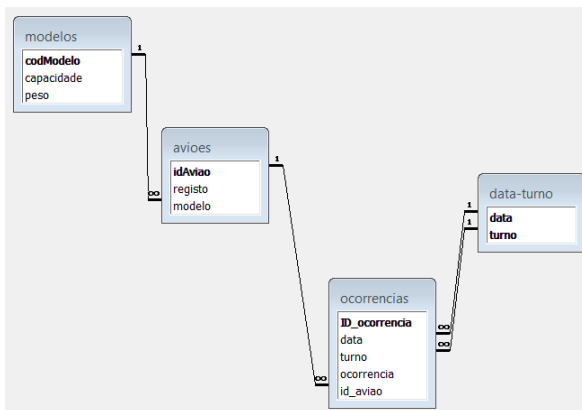 modelos
codModelo
capacidade
peso
1
∞
avioes
idAviao
registo
modelo
1
∞
data-turno
data
turno
1
1
ocorrencias
ID_ocorrencia
data
turno
ocorrencia
id_aviao
∞
∞